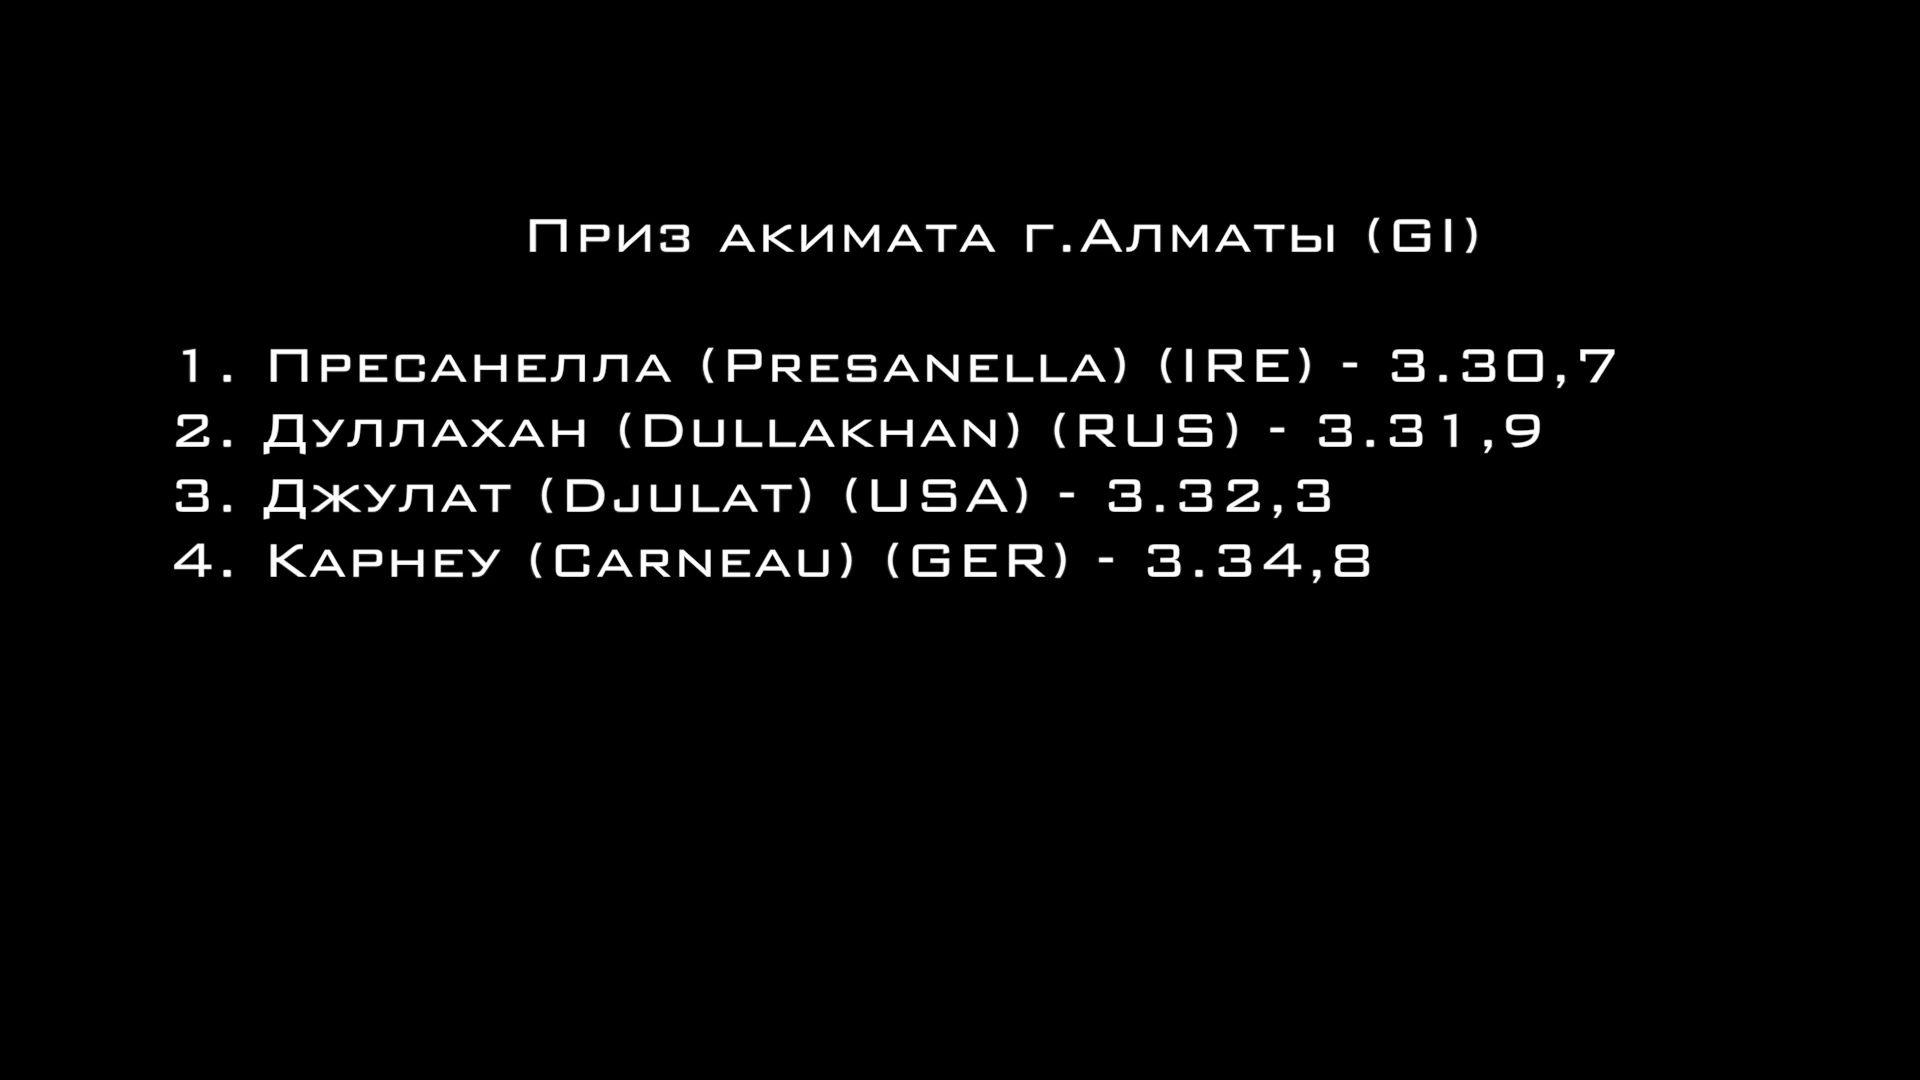 Приз акимата г.Алматы (GI)
1. Пресанелла (Presanella) (IRE) - 3.30,7
2. Дуллахан (Dullakhan) (RUS) - 3.31,9
3. Джулат (Djulat) (USA) - 3.32,3
4. Карнеу (Carneau) (GER) - 3.34,8